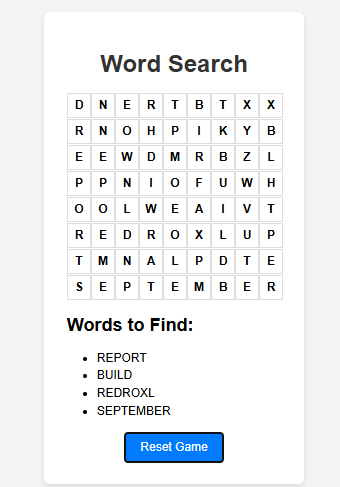 Word Search
D N E R T B T X X
R N O H P I K Y B
E E W D M R B Z L
P P N I O F U W H
O O L W E A I V T
R E D R O X L U P
T M N A L P D T E
S E P T E M B E R
Words to Find:
• REPORT
• BUILD
• REDROXL
• SEPTEMBER
Reset Game